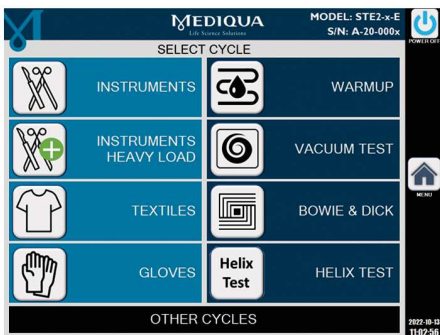 MEDIQUA
Life Science Solutions
MODEL: STE2-x-E
S/N: A-20-000x
POWER OFF
SELECT CYCLE
INSTRUMENTS
WARMUP
INSTRUMENTS
HEAVY LOAD
VACUUM TEST
MENU
TEXTILES
BOWIE & DICK
GLOVES
Helix
Test
HELIX TEST
OTHER CYCLES
2022-10-13
11:02:56